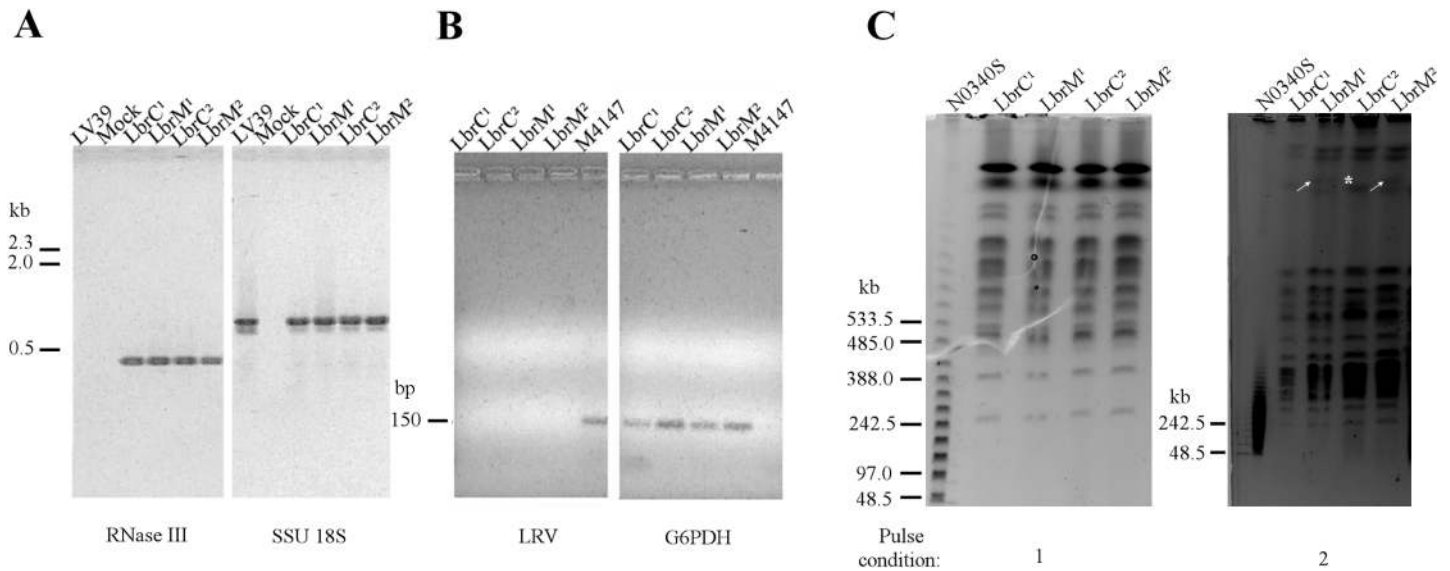 A
B
C
LV39 Mock LbrC¹ LbrM¹ LbrC² LbrM² LV39 Mock LbrC¹ LbrM¹ LbrC² LbrM²
kb
2.3
2.0
0.5
RNase III SSU 18S
LbrC¹ LbrC² LbrM¹ LbrM² M4147 LbrC¹ LbrC² LbrM¹ LbrM² M4147
bp
150
LRV G6PDH
N0340S LbrC¹ LbrM¹ LbrC² LbrM²
kb
533.5
485.0
388.0
242.5
97.0
48.5
N0340S LbrC¹ LbrM¹ LbrC² LbrM²
*
kb
242.5
48.5
Pulse
condition: 1 2